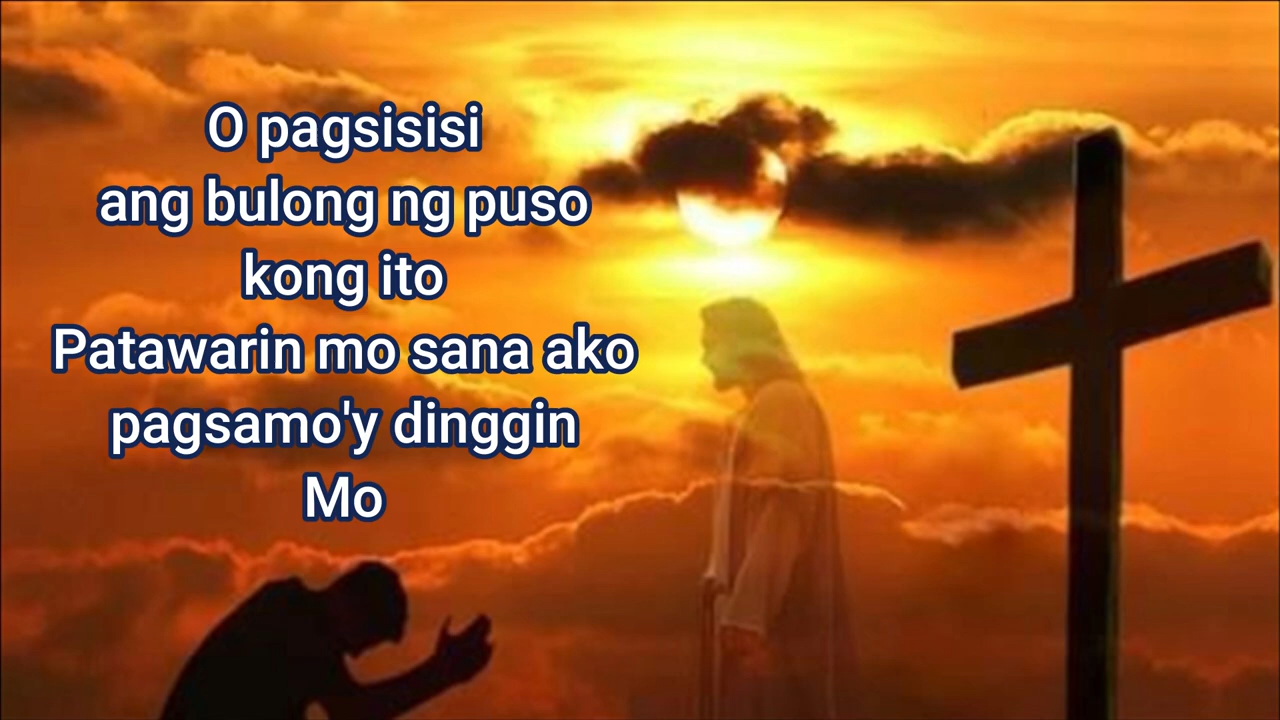 O pagsisisi
ang bulong ng puso
kong ito
Patawarin mo sana ako
pagsamo'y dinggin
Mo